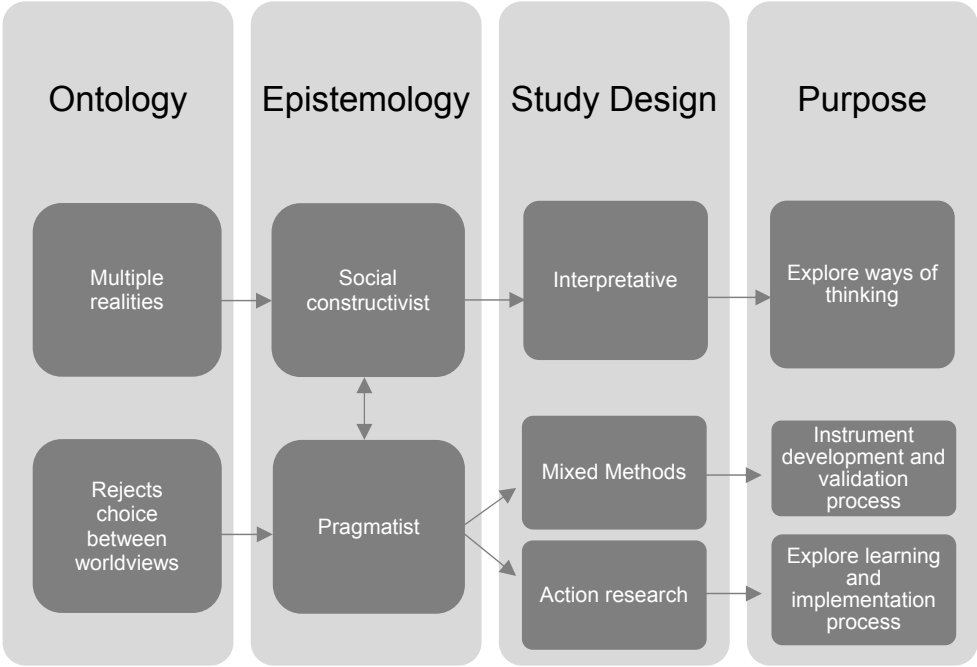 Ontology
Epistemology
Study Design
Purpose
Multiple
realities
Social
constructivist
Interpretative
Explore ways of
thinking
Rejects
choice
between
worldviews
Pragmatist
Mixed Methods
Instrument
development and
validation
process
Action research
Explore learning
and
implementation
process